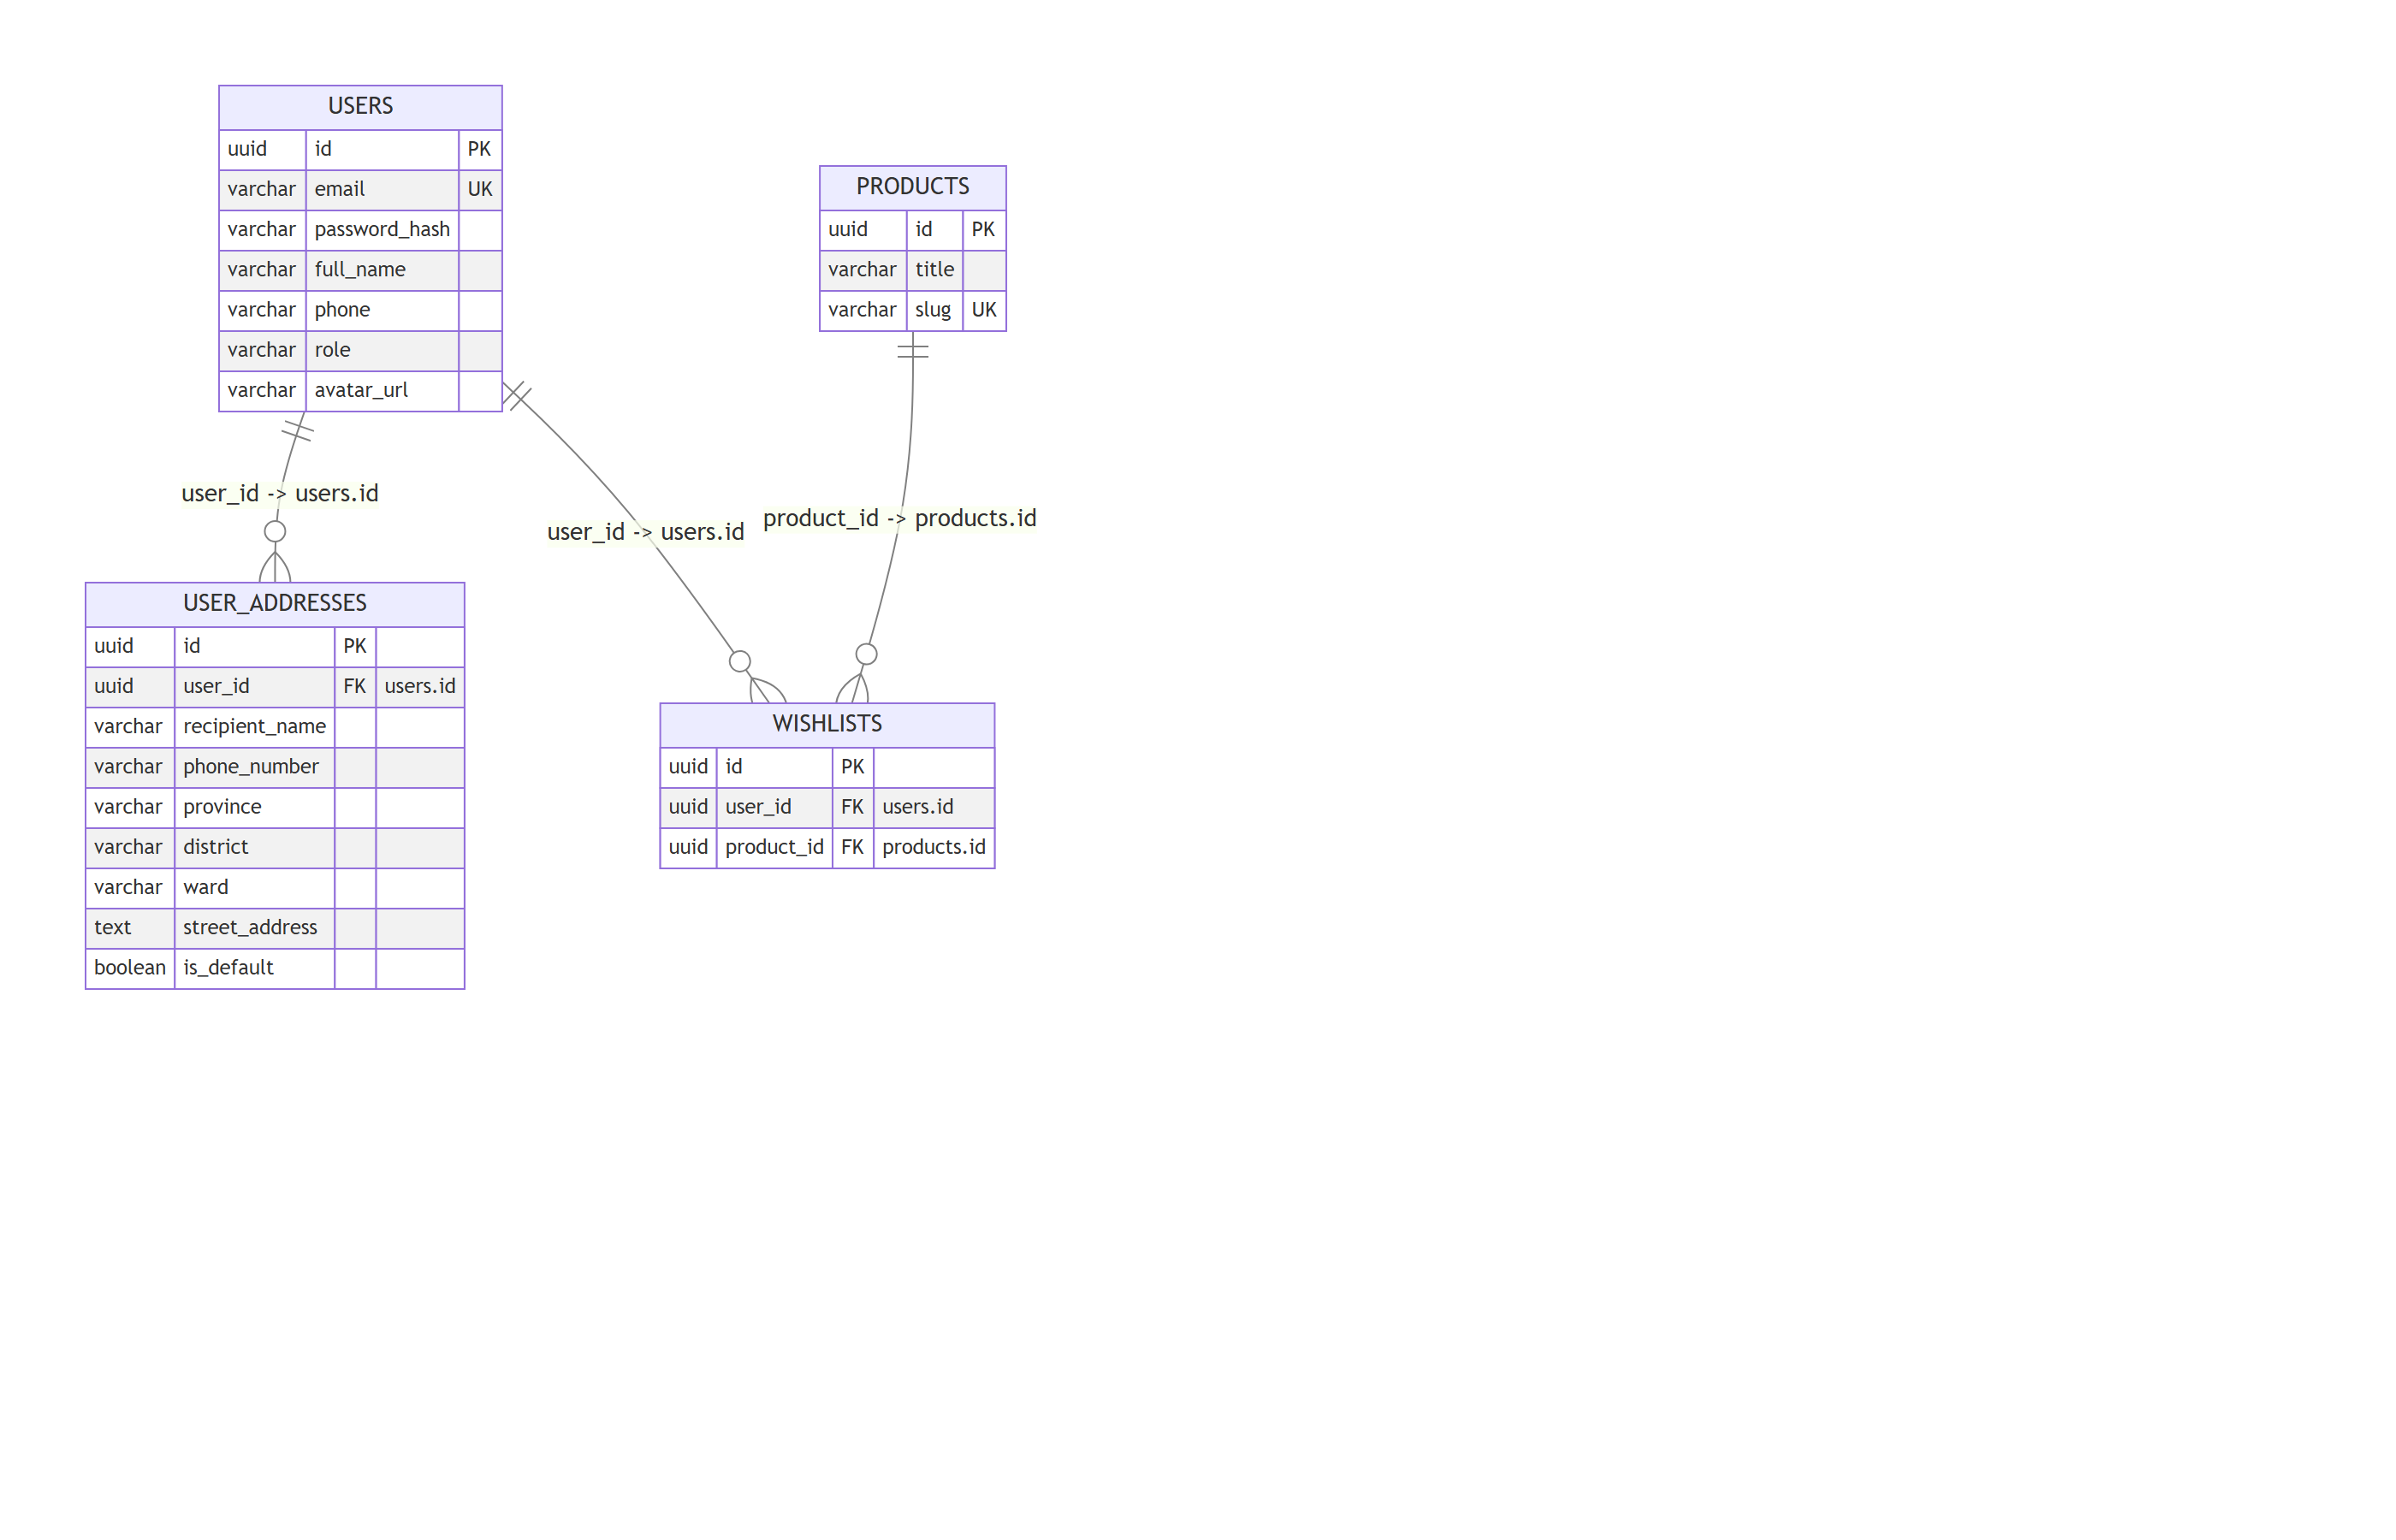 USERS
uuid id PK
varchar email UK
varchar password_hash
varchar full_name
varchar phone
varchar role
varchar avatar_url
PRODUCTS
uuid id PK
varchar title
varchar slug UK
user_id -> users.id
user_id -> users.id
product_id -> products.id
USER_ADDRESSES
uuid id PK
uuid user_id FK users.id
varchar recipient_name
varchar phone_number
varchar province
varchar district
varchar ward
text street_address
boolean is_default
WISHLISTS
uuid id PK
uuid user_id FK users.id
uuid product_id FK products.id